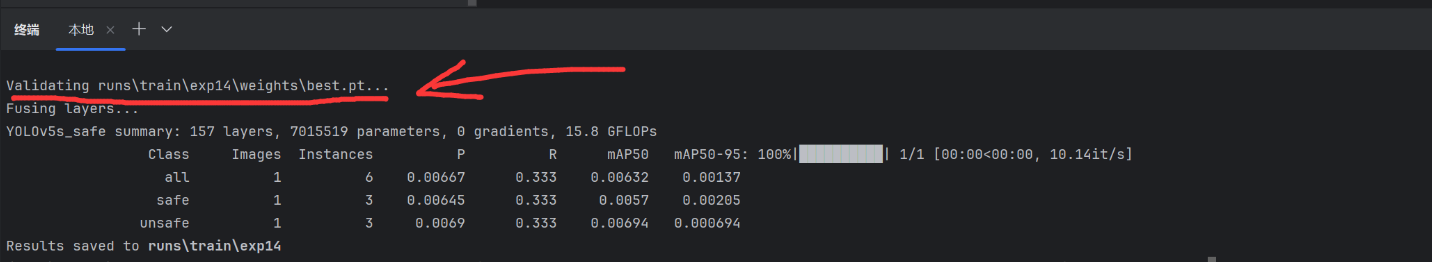 终端 本地 × + ∨
Validating runs\train\exp14\weights\best.pt...
Fusing layers...
YOLOv5s_safe summary: 157 layers, 7015519 parameters, 0 gradients, 15.8 GFLOPs
Class Images Instances P R mAP50 mAP50-95: 100%|██████████| 1/1 [00:00<00:00, 10.14it/s]
all 1 6 0.00667 0.333 0.00632 0.00137
safe 1 3 0.00645 0.333 0.0057 0.00205
unsafe 1 3 0.0069 0.333 0.00694 0.000694
Results saved to runs\train\exp14